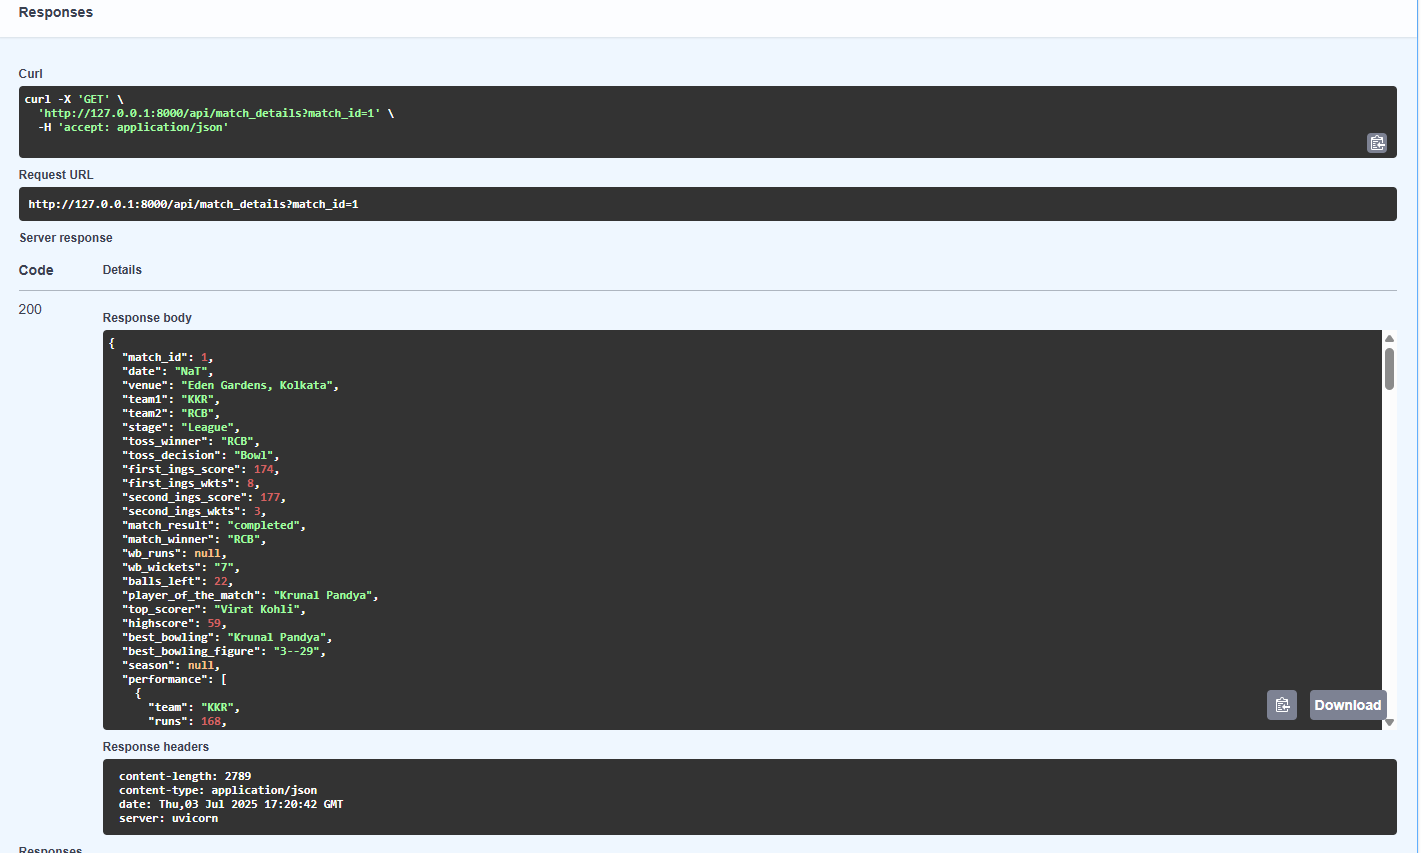 Responses
Curl
curl -X 'GET' \
'http://127.0.0.1:8000/api/match_details?match_id=1' \
-H 'accept: application/json'
Request URL
http://127.0.0.1:8000/api/match_details?match_id=1
Server response
Code Details
200
Response body
{
"match_id": 1,
"date": "NaT",
"venue": "Eden Gardens, Kolkata",
"team1": "KKR",
"team2": "RCB",
"stage": "League",
"toss_winner": "RCB",
"toss_decision": "Bowl",
"first_ings_score": 174,
"first_ings_wkts": 8,
"second_ings_score": 177,
"second_ings_wkts": 3,
"match_result": "completed",
"match_winner": "RCB",
"wb_runs": null,
"wb_wickets": "7",
"balls_left": 22,
"player_of_the_match": "Krunal Pandya",
"top_scorer": "Virat Kohli",
"highscore": 59,
"best_bowling": "Krunal Pandya",
"best_bowling_figure": "3--29",
"season": null,
"performance": [
{
"team": "KKR",
"runs": 168,
Download
Response headers
content-length: 2789
content-type: application/json
date: Thu,03 Jul 2025 17:20:42 GMT
server: uvicorn
Responses